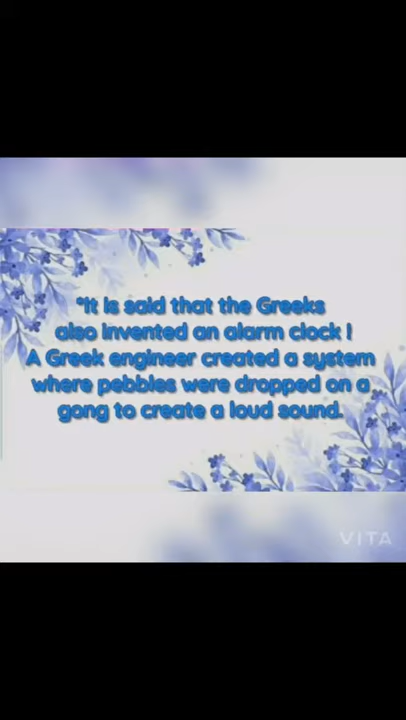 "It is said that the Greeks
also invented an alarm clock !
A Greek engineer created a system
where pebbles were dropped on a
gong to create a loud sound.
VITA